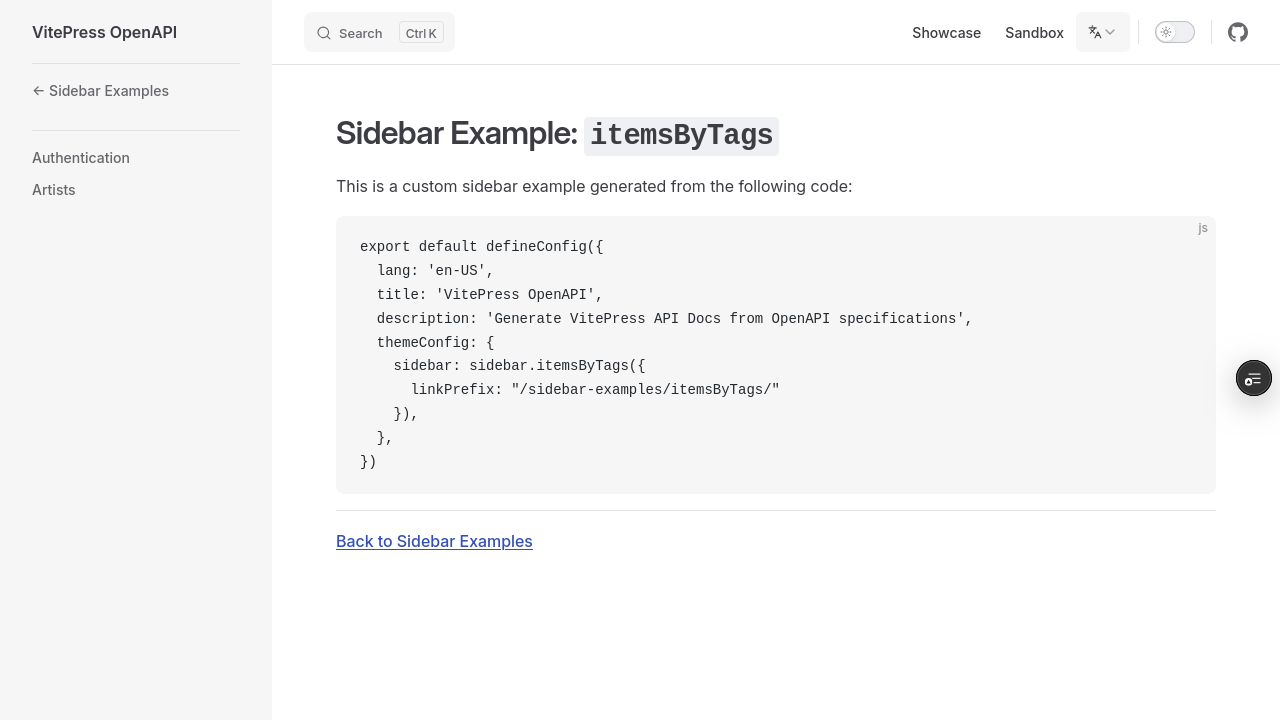 VitePress OpenAPI
← Sidebar Examples
Authentication
Artists
Search Ctrl K
Showcase
Sandbox
Sidebar Example: itemsByTags
This is a custom sidebar example generated from the following code:
js
export default defineConfig({
  lang: 'en-US',
  title: 'VitePress OpenAPI',
  description: 'Generate VitePress API Docs from OpenAPI specifications',
  themeConfig: {
    sidebar: sidebar.itemsByTags({
      linkPrefix: "/sidebar-examples/itemsByTags/"
    }),
  },
})
Back to Sidebar Examples